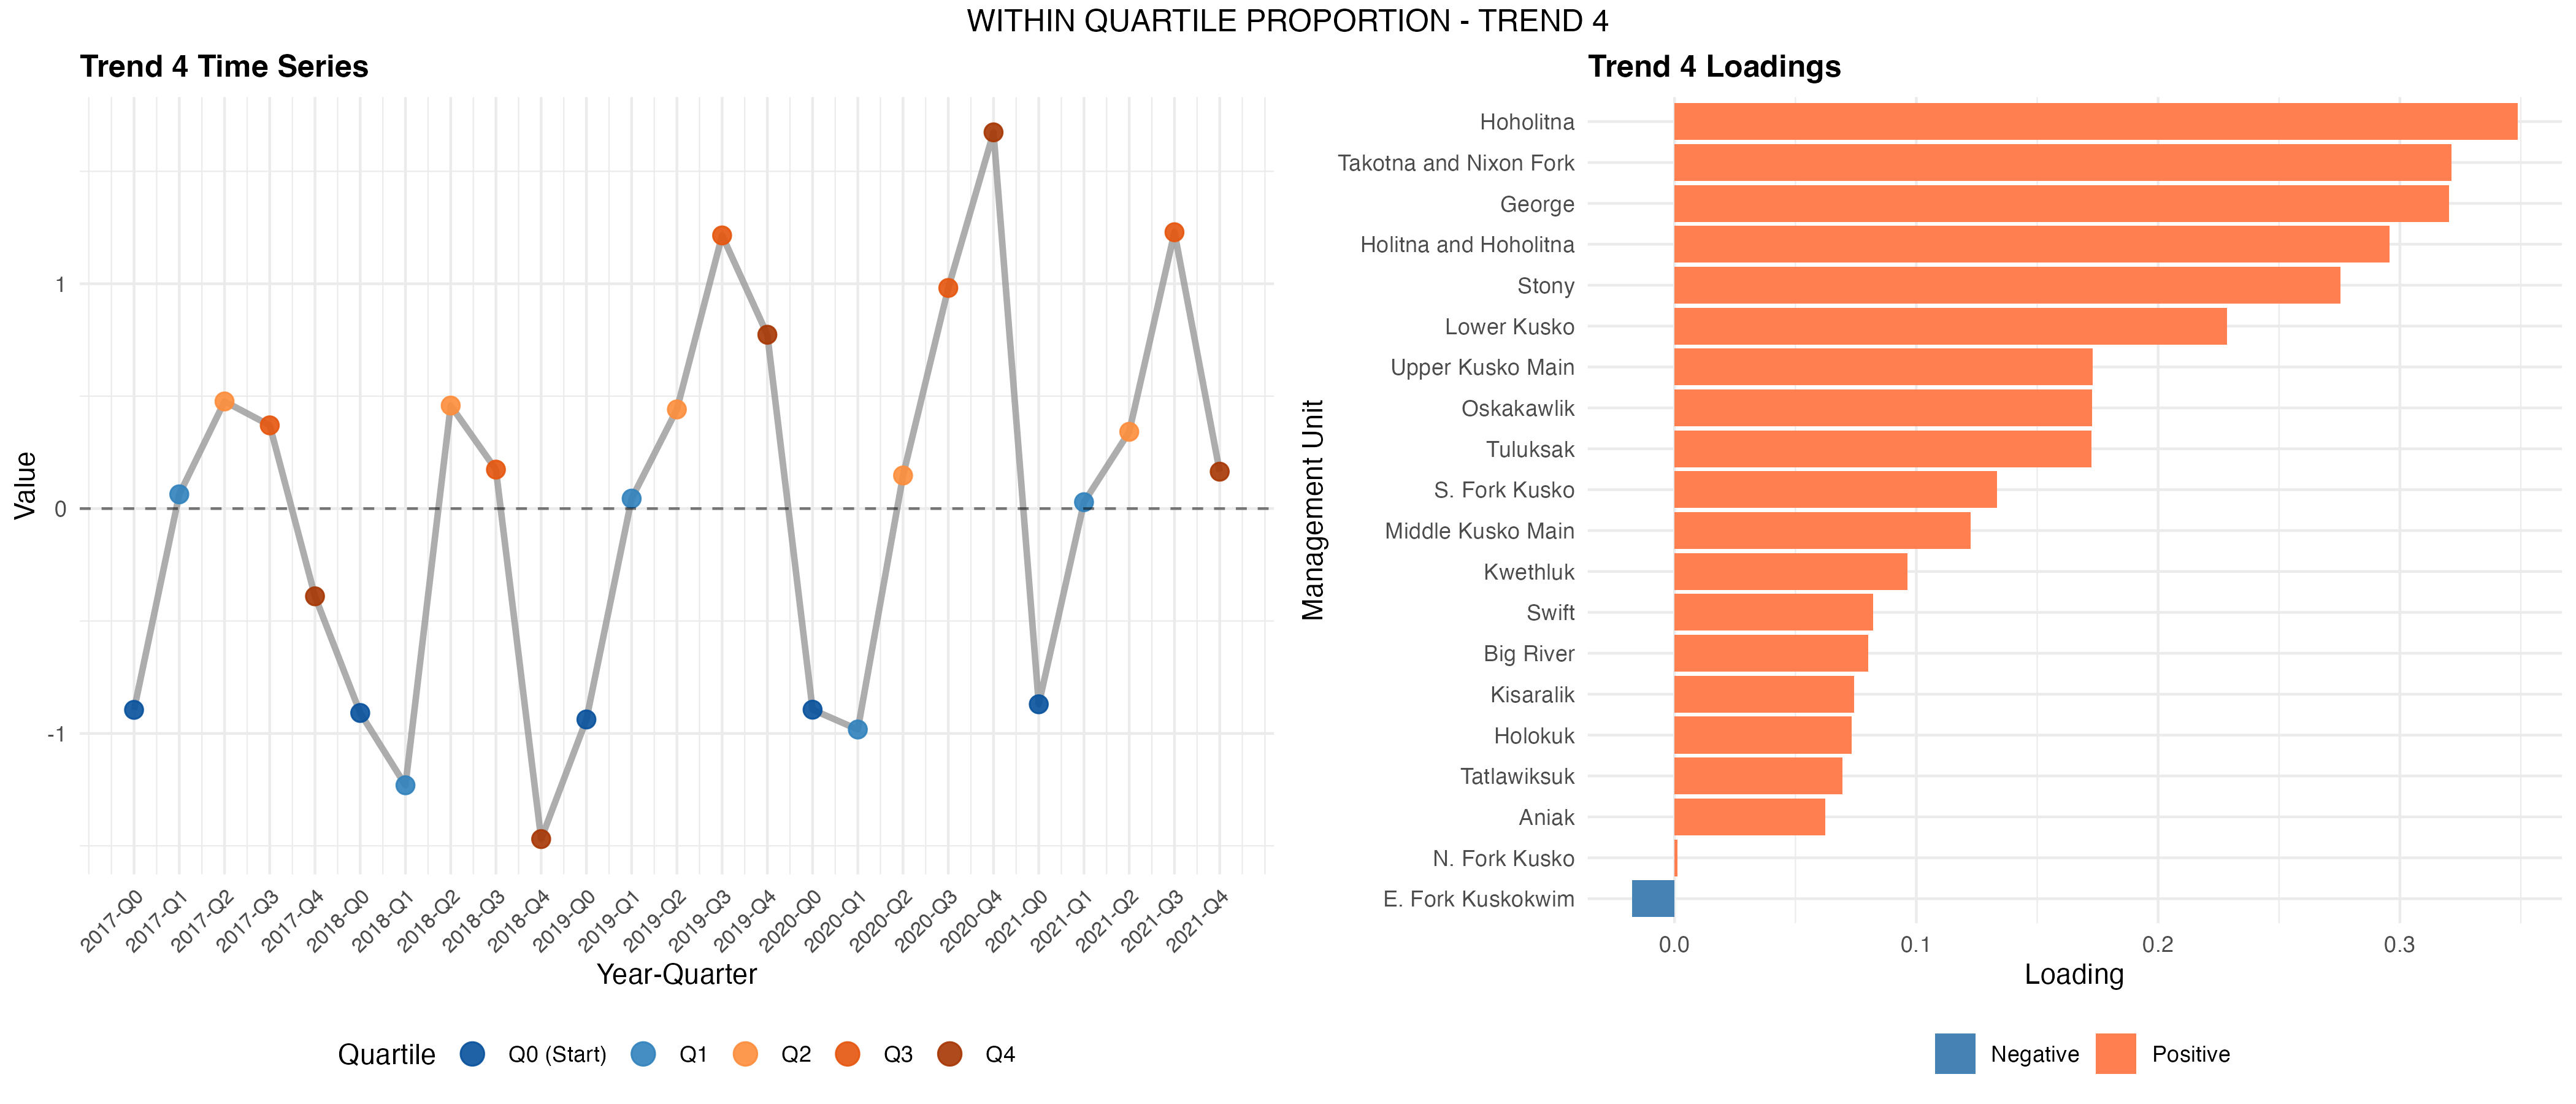 WITHIN QUARTILE PROPORTION - TREND 4
Trend 4 Time Series
Value
1
0
-1
2017-Q0
2017-Q1
2017-Q2
2017-Q3
2017-Q4
2018-Q0
2018-Q1
2018-Q2
2018-Q3
2018-Q4
2019-Q0
2019-Q1
2019-Q2
2019-Q3
2019-Q4
2020-Q0
2020-Q1
2020-Q2
2020-Q3
2020-Q4
2021-Q0
2021-Q1
2021-Q2
2021-Q3
2021-Q4
Year-Quarter
Quartile Q0 (Start) Q1 Q2 Q3 Q4
Trend 4 Loadings
Management Unit
Hoholitna
Takotna and Nixon Fork
George
Holitna and Hoholitna
Stony
Lower Kusko
Upper Kusko Main
Oskakawlik
Tuluksak
S. Fork Kusko
Middle Kusko Main
Kwethluk
Swift
Big River
Kisaralik
Holokuk
Tatlawiksuk
Aniak
N. Fork Kusko
E. Fork Kuskokwim
0.0 0.1 0.2 0.3
Loading
Negative Positive